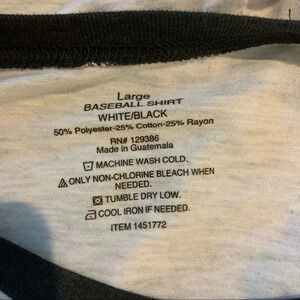 Large
BASEBALL SHIRT
WHITE/BLACK
50% Polyester-25% Cotton-25% Rayon
RN# 129386
Made in Guatemala
MACHINE WASH COLD.
ONLY NON-CHLORINE BLEACH WHEN
NEEDED.
TUMBLE DRY LOW.
COOL IRON IF NEEDED.
ITEM 1451772